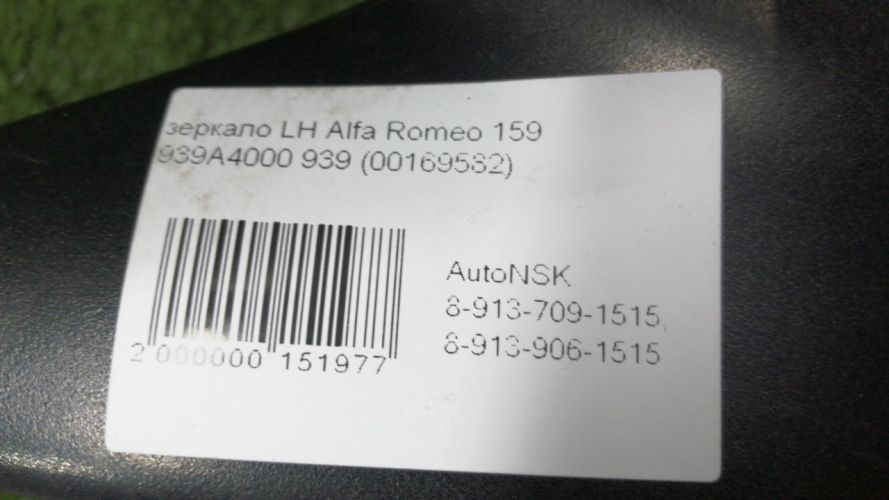 зеркало LH Alfa Romeo 159
939A4000 939 (00169582)
AutoNSK
8-913-709-1515,
8-913-906-1515
2 000000 151977